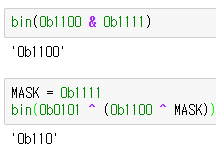 bin(0b1100 & 0b1111)
'0b1100'
MASK = 0b1111
bin(0b0101 ^ (0b1100 ^ MASK))
'0b110'